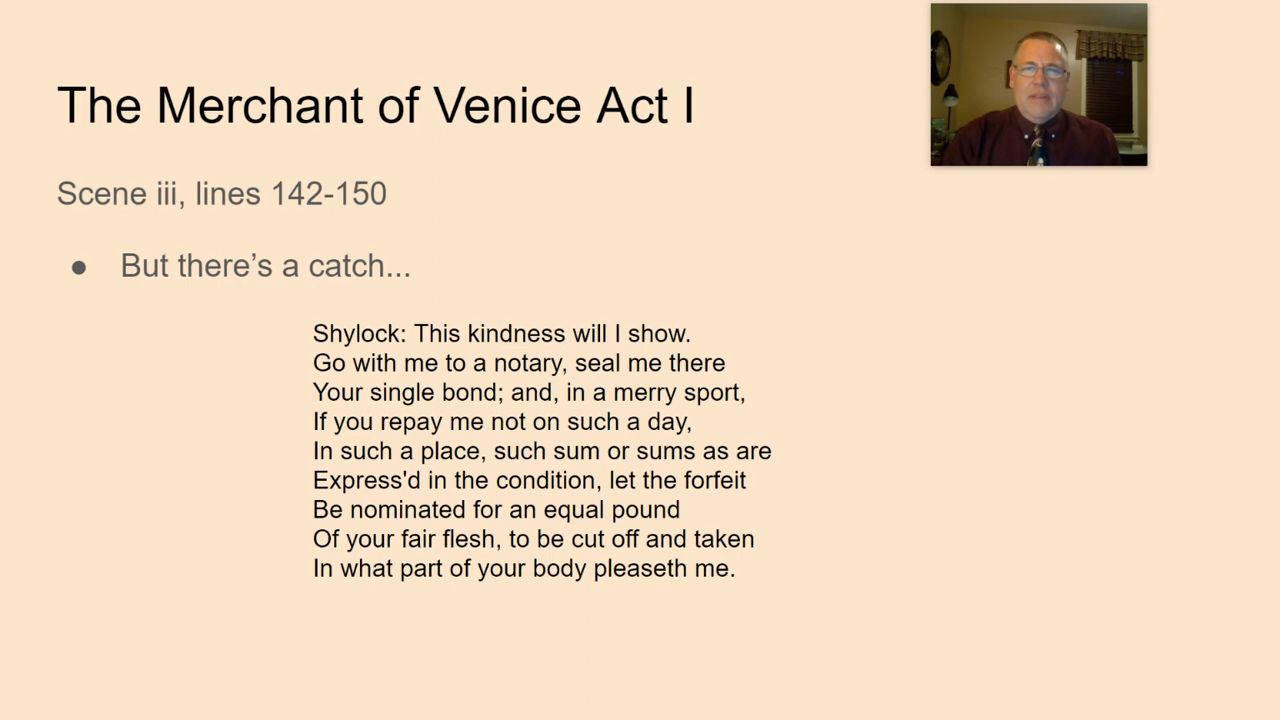 The Merchant of Venice Act I
Scene iii, lines 142-150
● But there’s a catch...
Shylock: This kindness will I show.
Go with me to a notary, seal me there
Your single bond; and, in a merry sport,
If you repay me not on such a day,
In such a place, such sum or sums as are
Express'd in the condition, let the forfeit
Be nominated for an equal pound
Of your fair flesh, to be cut off and taken
In what part of your body pleaseth me.